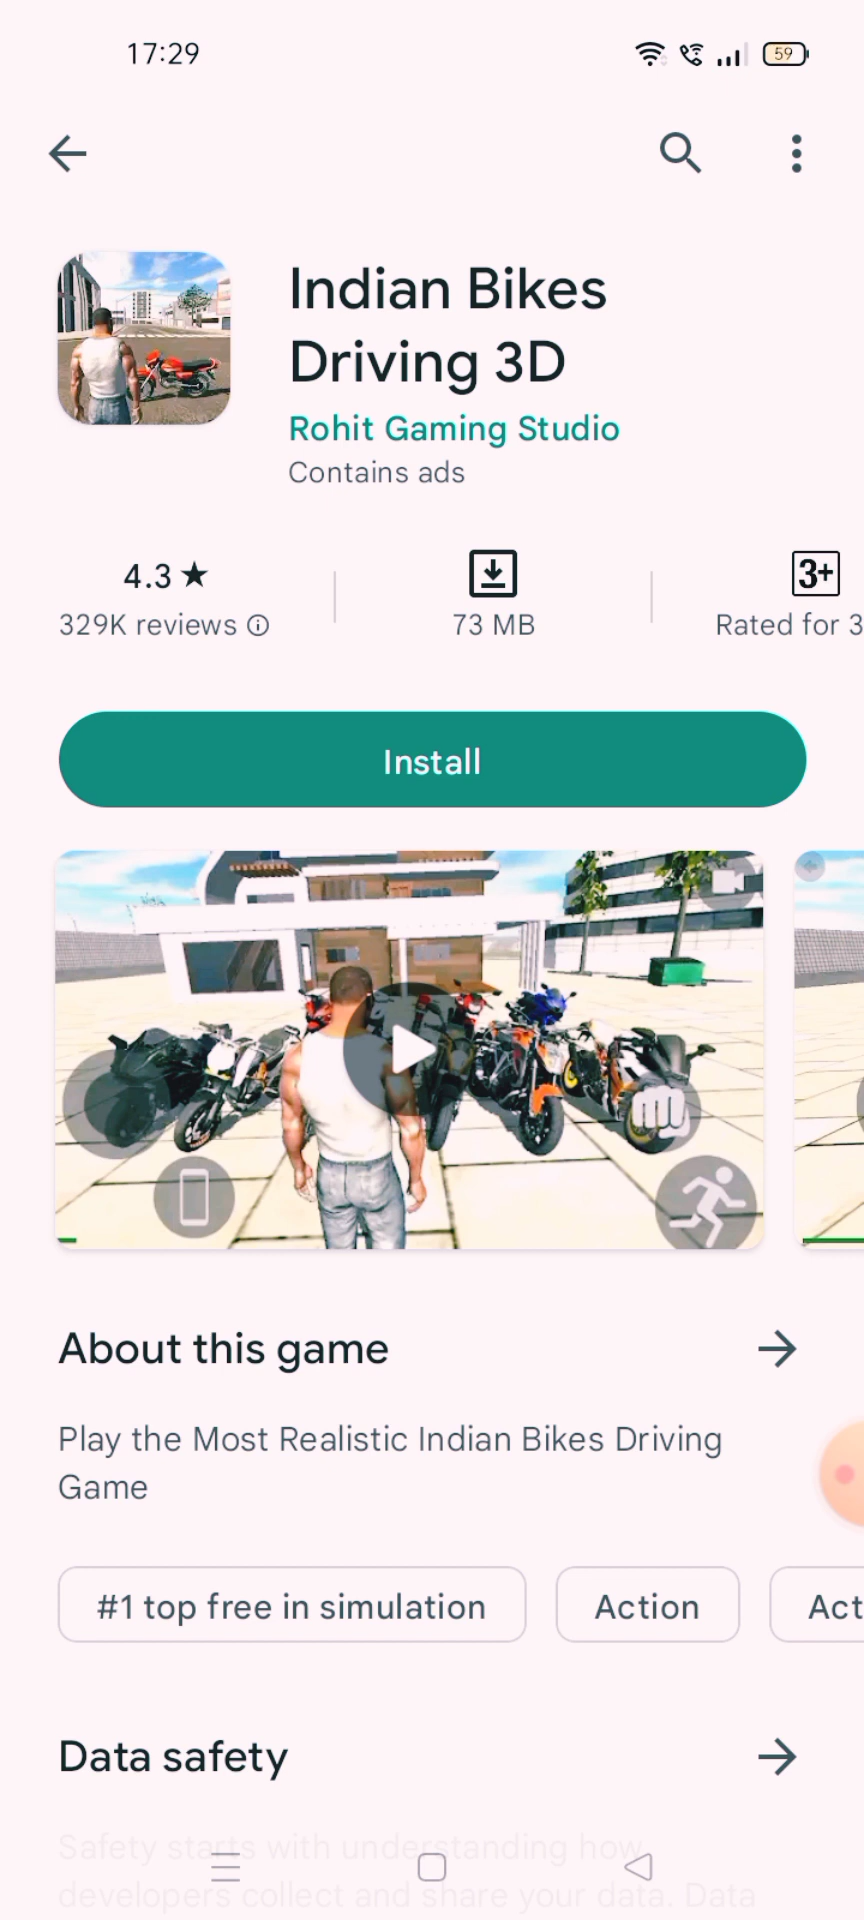 17:29
59
Indian Bikes
Driving 3D
Rohit Gaming Studio
Contains ads
4.3 ★
329K reviews
73 MB
3+
Rated for 3
Install
About this game
Play the Most Realistic Indian Bikes Driving
Game
#1 top free in simulation
Action
Act
Data safety
Safety starts with understanding how
developers collect and share your data. Data